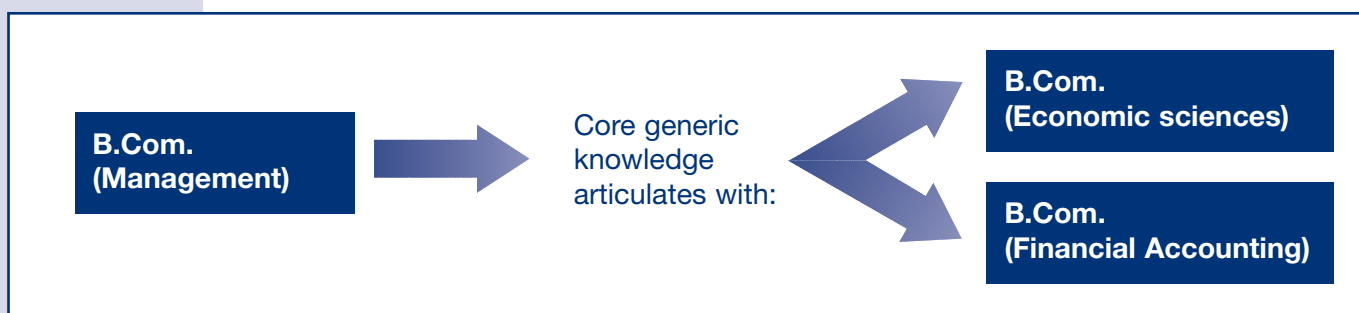 B.Com.
(Management)
Core generic
knowledge
articulates with:
B.Com.
(Economic sciences)
B.Com.
(Financial Accounting)